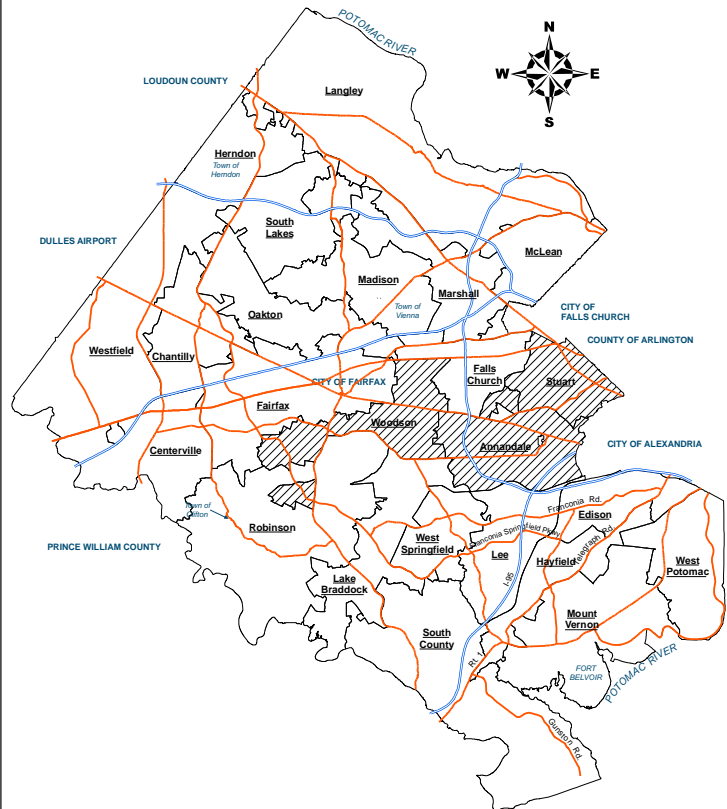 POTOMAC RIVER
N
W
E
S
LOUDOUN COUNTY
Langley
Herndon
Town of
Herndon
South
Lakes
DULLES AIRPORT
McLean
Madison
Marshall
Town of
Vienna
CITY OF
FALLS CHURCH
Oakton
COUNTY OF ARLINGTON
Westfield
Chantilly
Falls
Church
Stuart
CITY OF FAIRFAX
Fairfax
Woodson
CITY OF ALEXANDRIA
Annandale
Centerville
Town of
Clifton
Franconia Rd.
Edison
Robinson
Franconia Springfield Pkwy
Telegraph Rd.
West
Springfield
PRINCE WILLIAM COUNTY
Lee
Hayfield
West
Potomac
I-95
Lake
Braddock
Mount
Vernon
South
County
Rt. 1
FORT
BELVOIR
POTOMAC RIVER
Gunston Rd.